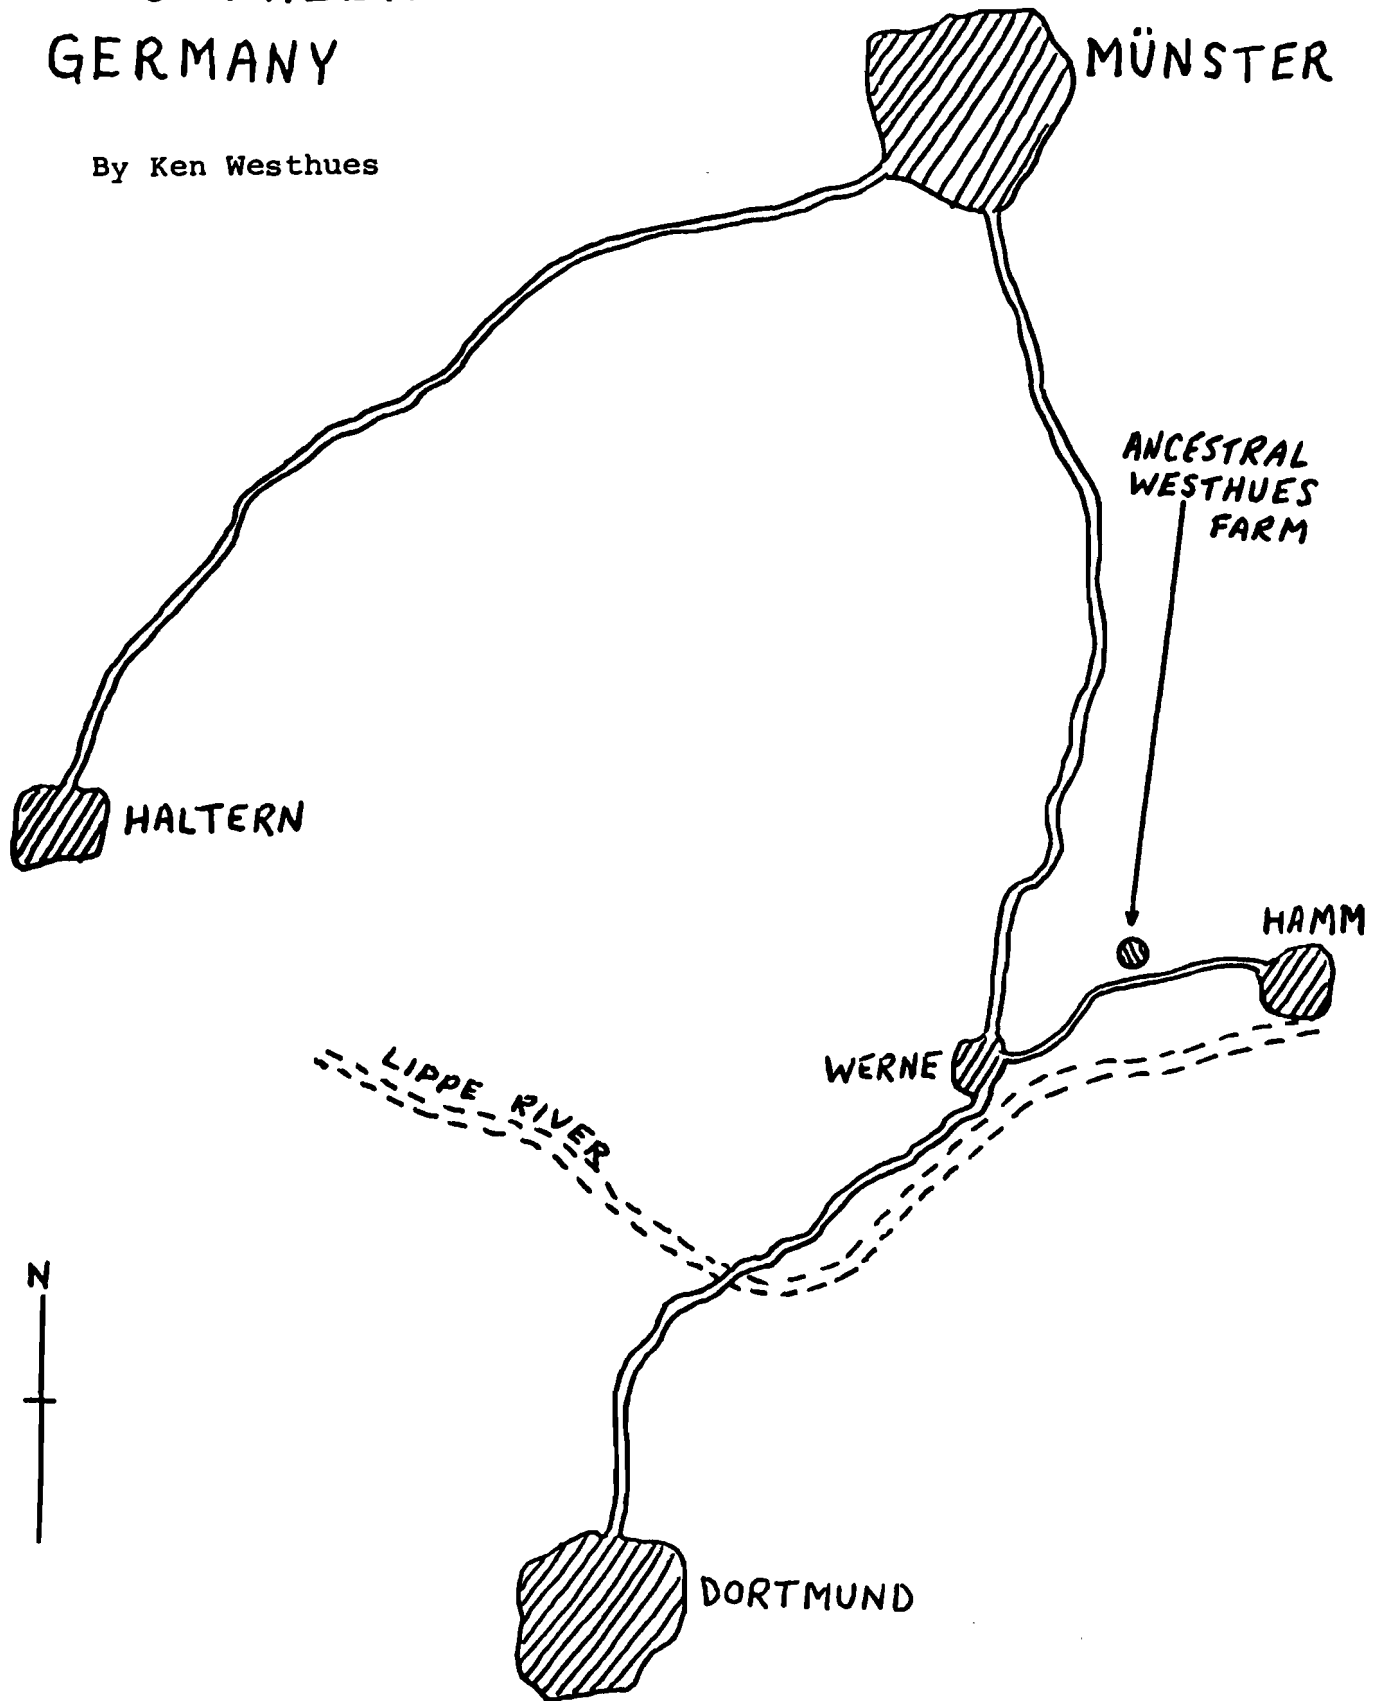 GERMANY
MÜNSTER
By Ken Westhues
ANCESTRAL
WESTHUES
FARM
HALTERN
HAMM
WERNE
LIPPE RIVER
N
DORTMUND